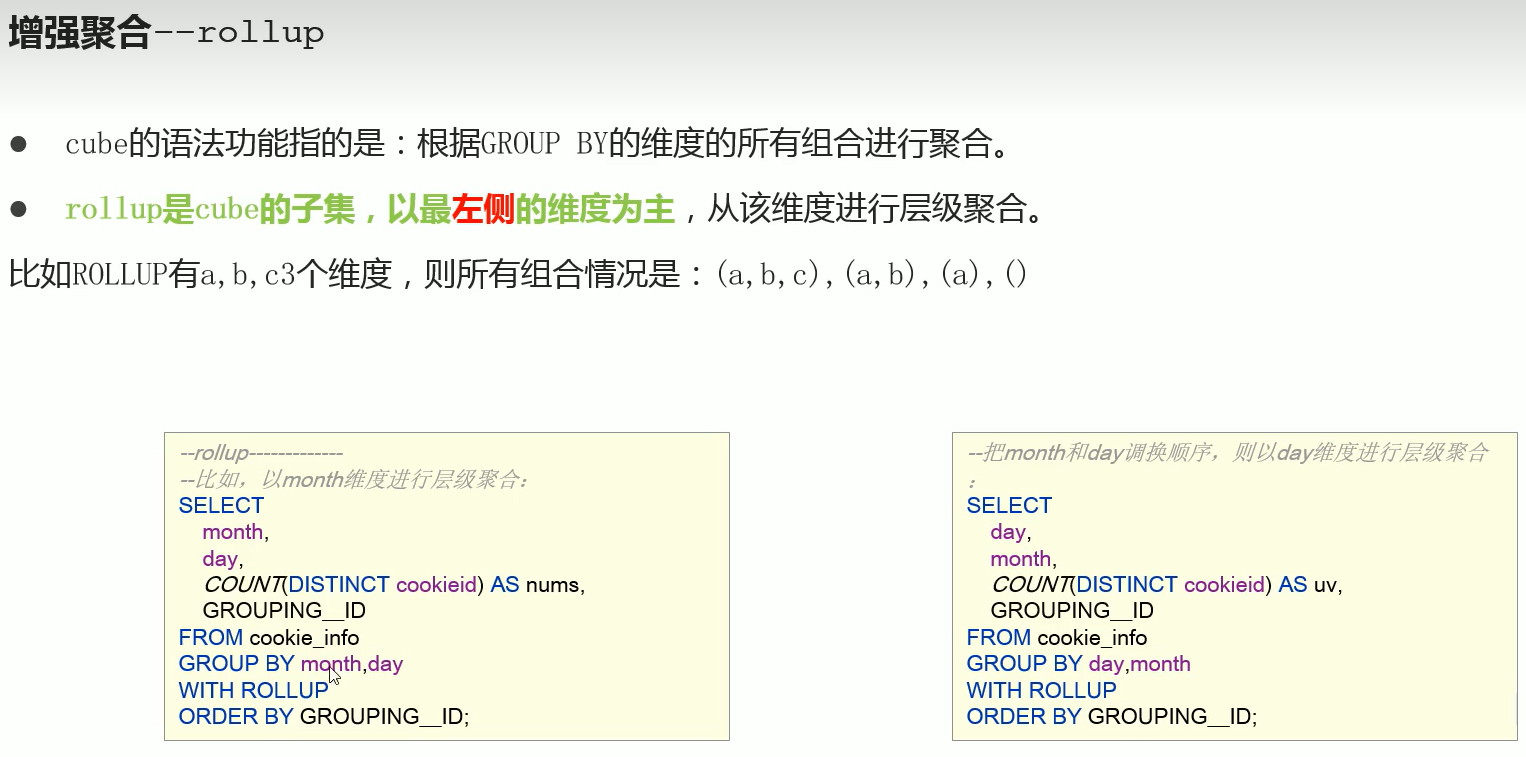 增强聚合--rollup
● cube的语法功能指的是：根据GROUP BY的维度的所有组合进行聚合。
● rollup是cube的子集，以最左侧的维度为主，从该维度进行层级聚合。
比如ROLLUP有a,b,c3个维度，则所有组合情况是：(a,b,c),(a,b),(a),()
--rollup-------------
--比如，以month维度进行层级聚合：
SELECT
month,
day,
COUNT(DISTINCT cookieid) AS nums,
GROUPING__ID
FROM cookie_info
GROUP BY month,day
WITH ROLLUP
ORDER BY GROUPING__ID;
--把month和day调换顺序，则以day维度进行层级聚合
：
SELECT
day,
month,
COUNT(DISTINCT cookieid) AS uv,
GROUPING__ID
FROM cookie_info
GROUP BY day,month
WITH ROLLUP
ORDER BY GROUPING__ID;